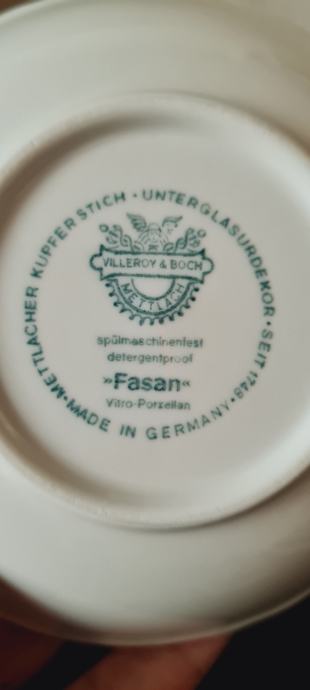 METTLACHER KUPFERSTICH · UNTERGLASURDEKOR · SEIT 1748 ·
VILLEROY & BOCH
METTLACH
spülmaschinenfest
detergentproof
»Fasan«
Vitro-Porzellan
MADE IN GERMANY ·